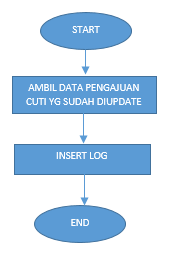 START
AMBIL DATA PENGAJUAN
CUTI YG SUDAH DIUPDATE
INSERT LOG
END